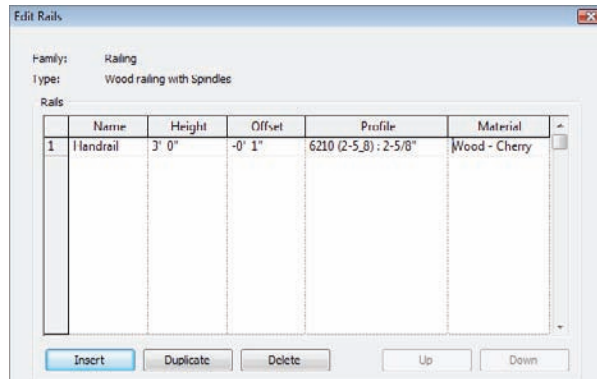 Edit Rails
Family: Railing
Type: Wood railing with Spindles
Rails
Name Height Offset Profile Material
1 Handrail 3' 0" -0' 1" 6210 (2-5_8) : 2-5/8" Wood - Cherry
Insert Duplicate Delete Up Down